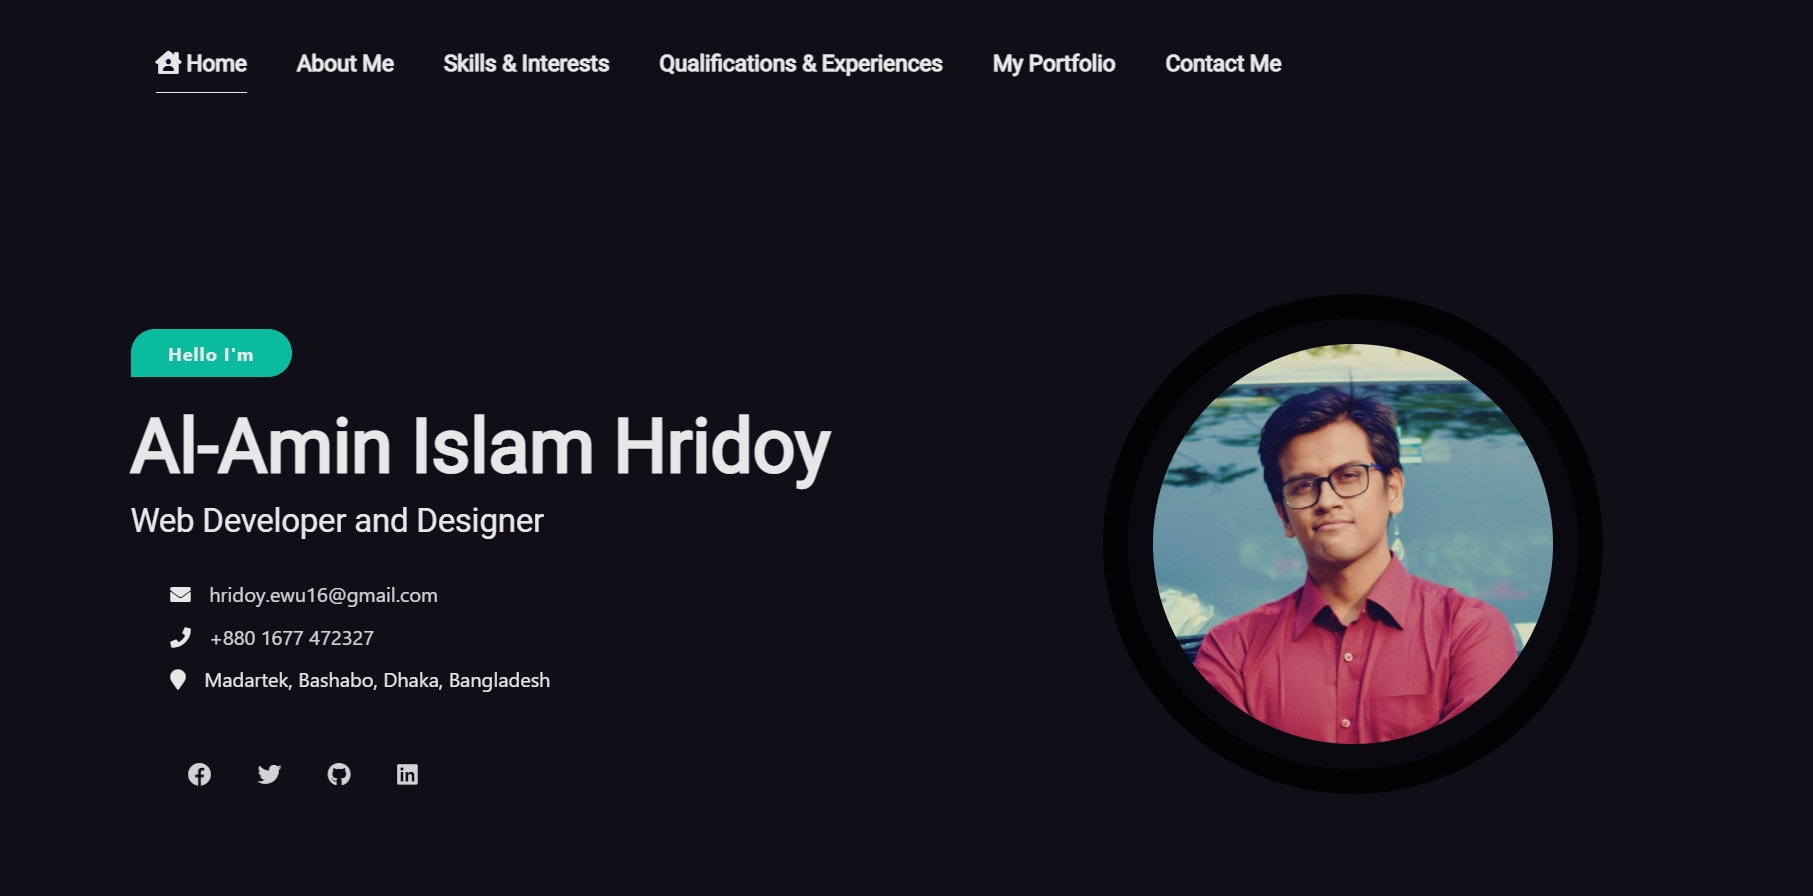 Home About Me Skills & Interests Qualifications & Experiences My Portfolio Contact Me
Hello I'm
Al-Amin Islam Hridoy
Web Developer and Designer
hridoy.ewu16@gmail.com
+880 1677 472327
Madartek, Bashabo, Dhaka, Bangladesh